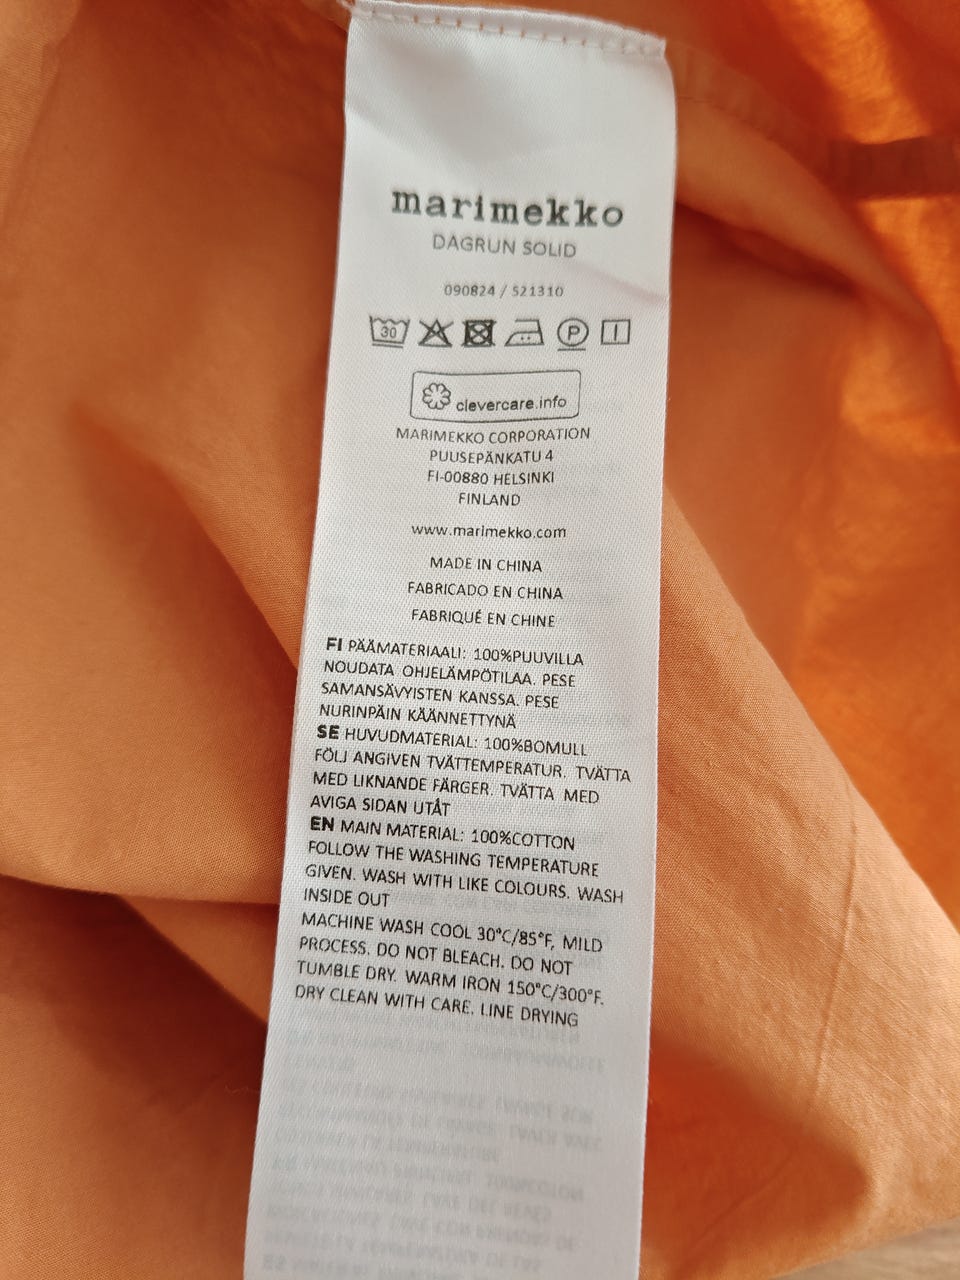 marimekko
DAGRUN SOLID
090824 / 521310
30 P
clevercare.info
MARIMEKKO CORPORATION
PUUSEPÄNKATU 4
FI-00880 HELSINKI
FINLAND
www.marimekko.com
MADE IN CHINA
FABRICADO EN CHINA
FABRIQUÉ EN CHINE
FI PÄÄMATERIAALI: 100%PUUVILLA
NOUDATA OHJELÄMPÖTILAA. PESE
SAMANSÄVYISTEN KANSSA. PESE
NURINPÄIN KÄÄNNETTYNÄ
SE HUVUDMATERIAL: 100%BOMULL
FÖLJ ANGIVEN TVÄTTEMPERATUR. TVÄTTA
MED LIKNANDE FÄRGER. TVÄTTA MED
AVIGA SIDAN UTÅT
EN MAIN MATERIAL: 100%COTTON
FOLLOW THE WASHING TEMPERATURE
GIVEN. WASH WITH LIKE COLOURS. WASH
INSIDE OUT
MACHINE WASH COOL 30°C/85°F, MILD
PROCESS. DO NOT BLEACH. DO NOT
TUMBLE DRY. WARM IRON 150°C/300°F.
DRY CLEAN WITH CARE. LINE DRYING